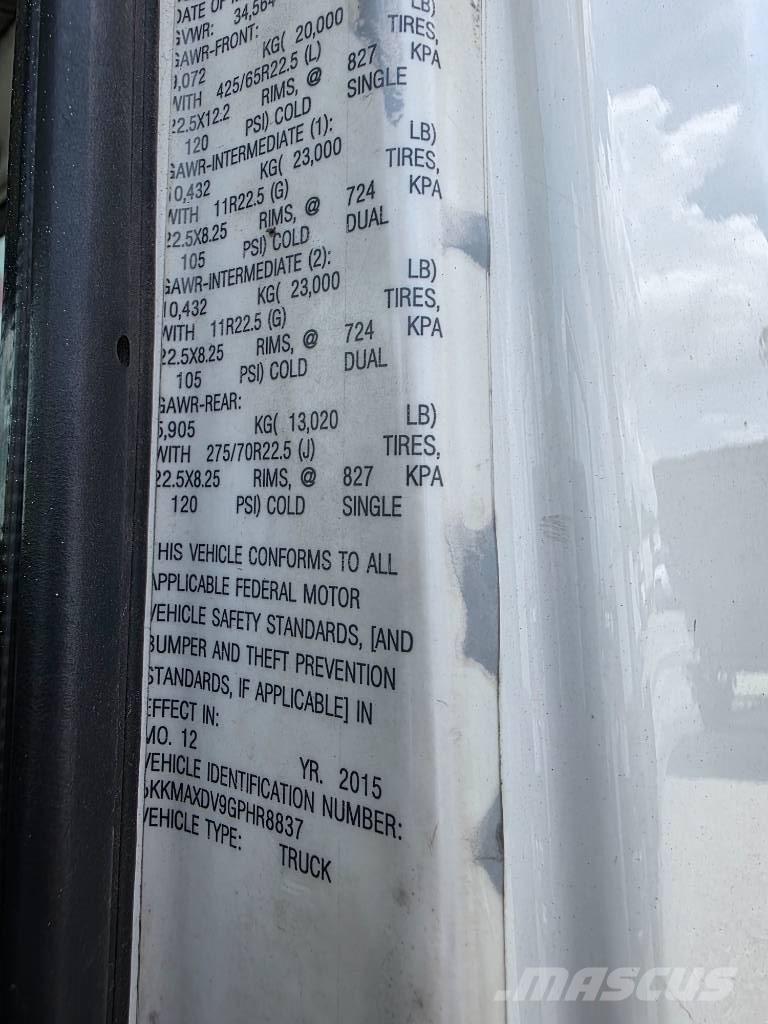 DATE OF
GVWR: 34,564 LB)
GAWR-FRONT: TIRES,
9,072 KG( 20,000 KPA
WITH 425/65R22.5 (L) 827
22.5X12.2 RIMS, @ SINGLE
120 PSI) COLD
GAWR-INTERMEDIATE (1): LB)
10,432 KG( 23,000 TIRES,
WITH 11R22.5 (G) 724 KPA
22.5X8.25 RIMS, @ DUAL
105 PSI) COLD
GAWR-INTERMEDIATE (2): LB)
10,432 KG( 23,000 TIRES,
WITH 11R22.5 (G) 724 KPA
22.5X8.25 RIMS, @ DUAL
105 PSI) COLD
GAWR-REAR:
5,905 KG( 13,020 LB)
WITH 275/70R22.5 (J) TIRES,
22.5X8.25 RIMS, @ 827 KPA
120 PSI) COLD SINGLE
THIS VEHICLE CONFORMS TO ALL
APPLICABLE FEDERAL MOTOR
VEHICLE SAFETY STANDARDS, [AND
BUMPER AND THEFT PREVENTION
STANDARDS, IF APPLICABLE] IN
EFFECT IN:
MO. 12 YR. 2015
VEHICLE IDENTIFICATION NUMBER:
KKMAXDV9GPHR8837
VEHICLE TYPE: TRUCK
MASCUS